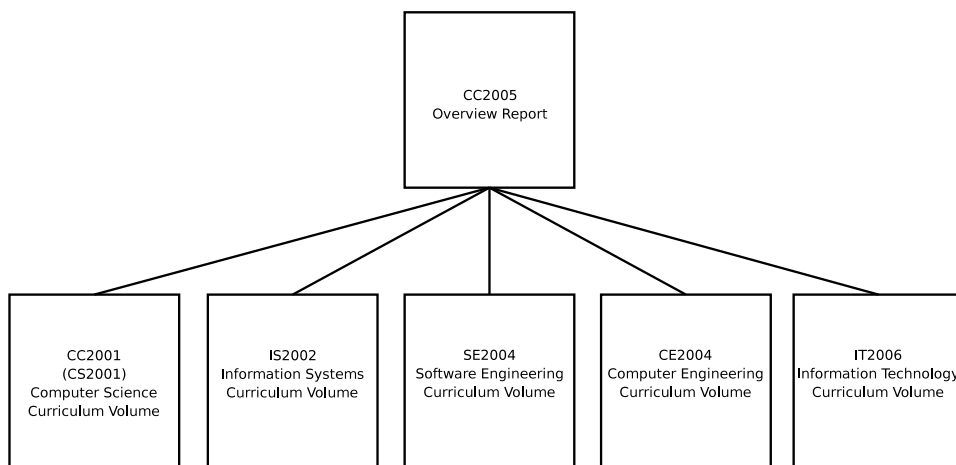 CC2005
Overview Report
CC2001
(CS2001)
Computer Science
Curriculum Volume
IS2002
Information Systems
Curriculum Volume
SE2004
Software Engineering
Curriculum Volume
CE2004
Computer Engineering
Curriculum Volume
IT2006
Information Technology
Curriculum Volume